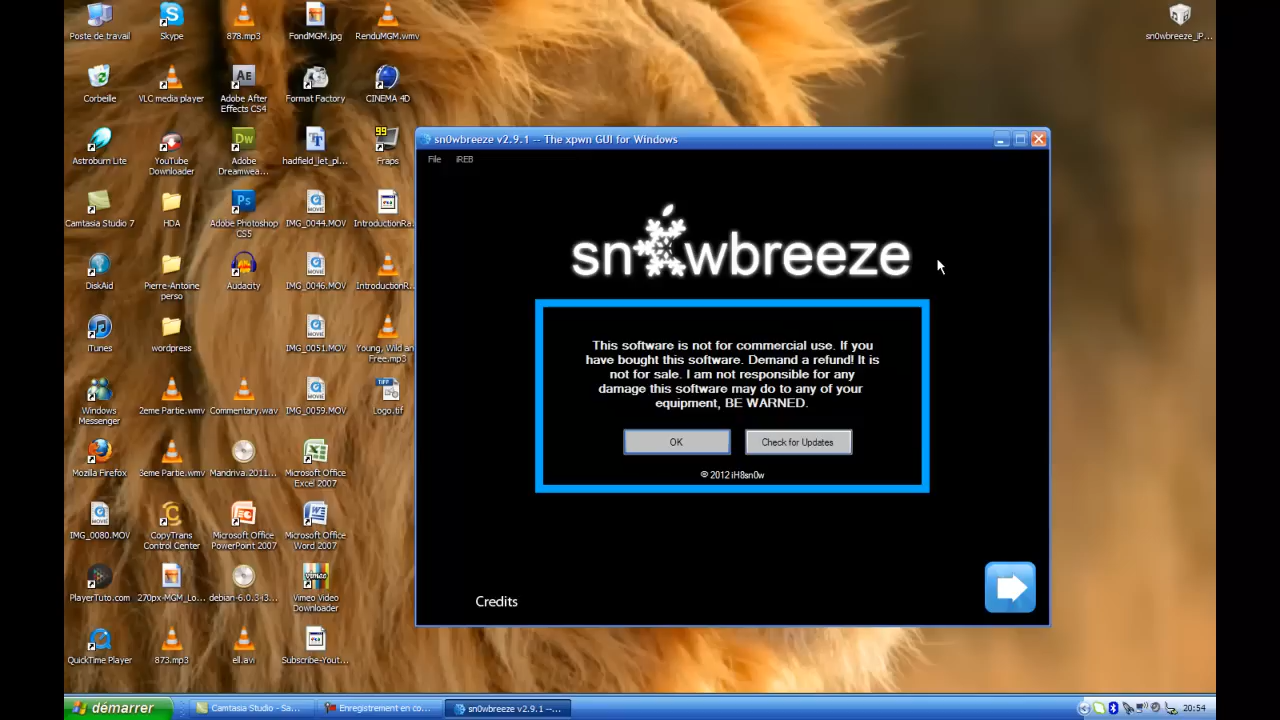 Poste de travail
Skype
878.mp3
FondMGM.jpg
RenduMGM.wmv
sn0wbreeze_iP...
Corbeille
VLC media player
AE
Adobe After
Effects CS4
Format Factory
CINEMA 4D
Astroburn Lite
YouTube
Downloader
Dw
Adobe
Dreamwea...
hadfield_let_pl...
99
Fraps
Camtasia Studio 7
HDA
Ps
Adobe Photoshop
CS5
IMG_0044.MOV
IntroductionRa...
DiskAid
Pierre-Antoine
perso
Audacity
IMG_0046.MOV
IntroductionR...
iTunes
wordpress
IMG_0051.MOV
Young, Wild and
Free.mp3
Windows
Messenger
2eme Partie.wmv
Commentary.wav
IMG_0059.MOV
TIFF
Logo.tif
Mozilla Firefox
3eme Partie.wmv
Mandriva.2011...
Microsoft Office
Excel 2007
IMG_0080.MOV
CopyTrans
Control Center
Microsoft Office
PowerPoint 2007
Microsoft Office
Word 2007
PlayerTuto.com
270px-MGM_Lo...
debian-6.0.3-i3...
vimeo
Vimeo Video
Downloader
QuickTime Player
873.mp3
ell.avi
Subscribe-Yout...
sn0wbreeze v2.9.1 -- The xpwn GUI for Windows
File
iREB
sn0wbreeze
This software is not for commercial use. If you
have bought this software. Demand a refund! It is
not for sale. I am not responsible for any
damage this software may do to any of your
equipment, BE WARNED.
OK
Check for Updates
© 2012 iH8sn0w
Credits
démarrer
Camtasia Studio - Sa...
Enregistrement en co...
sn0wbreeze v2.9.1 --...
20:54